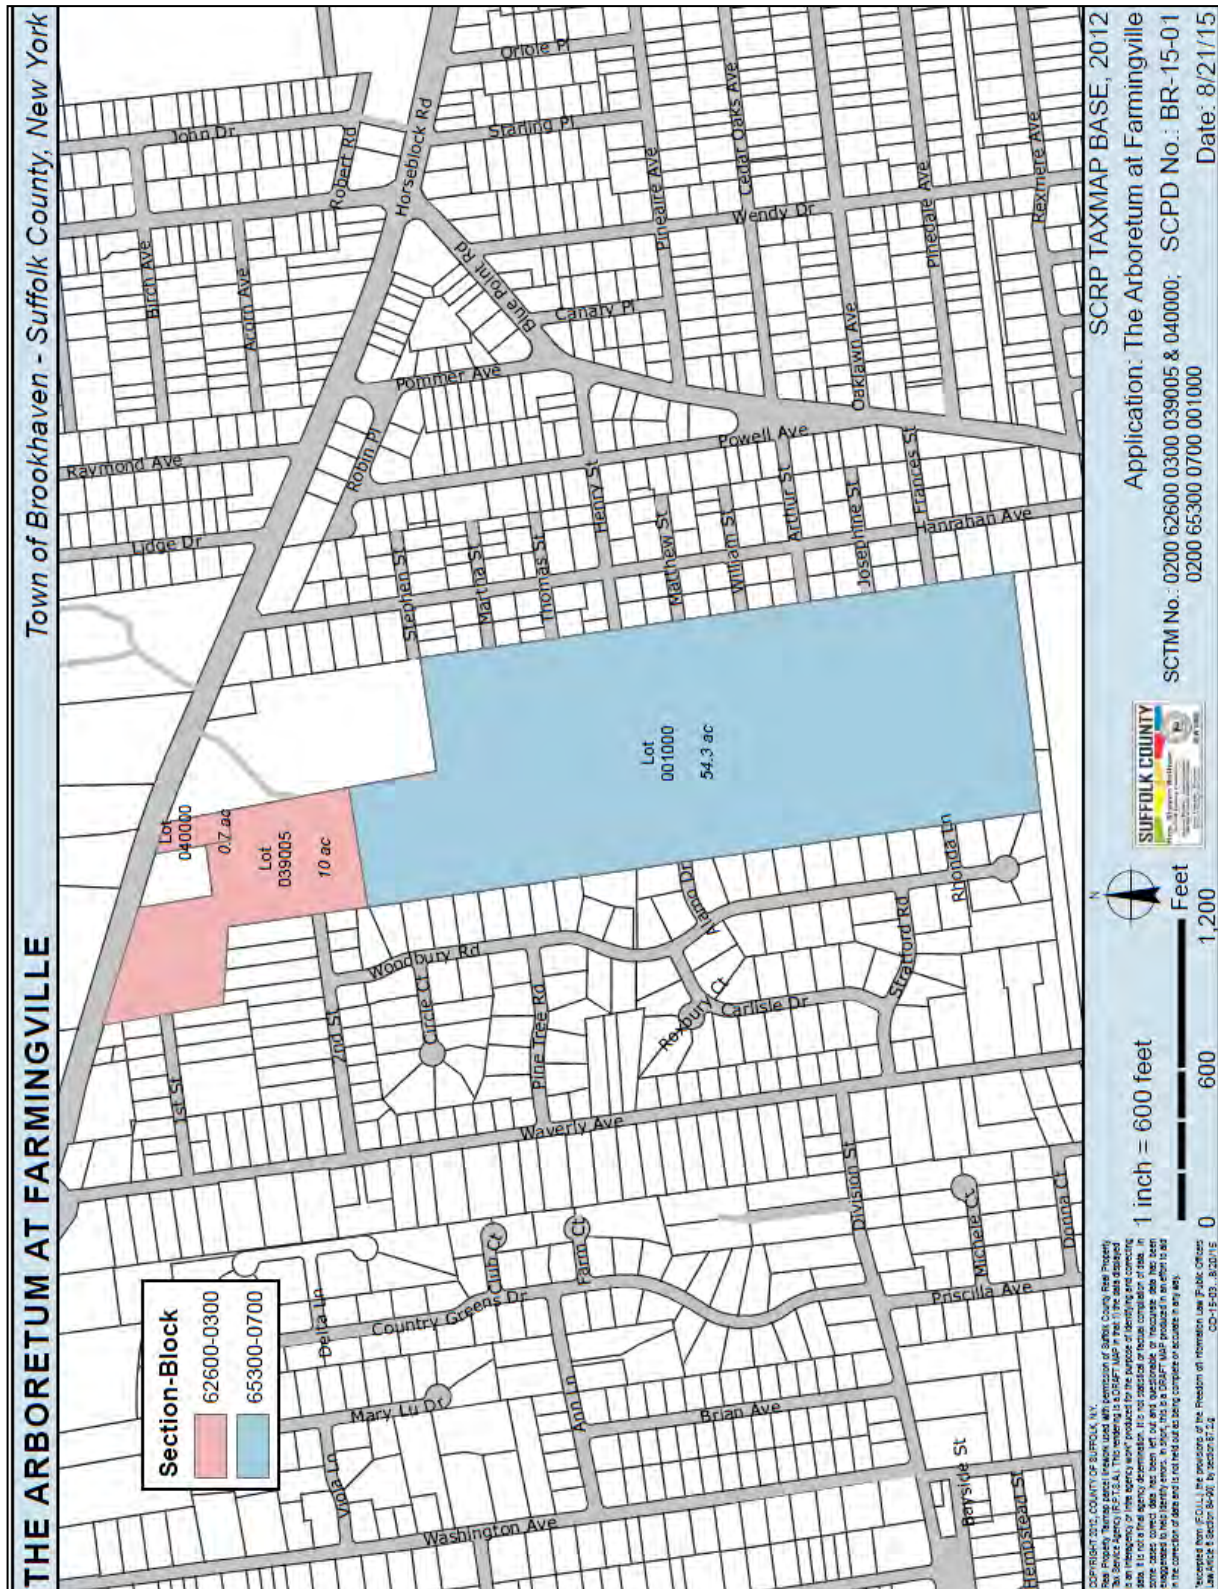 THE ARBORETUM AT FARMINGVILLE
Town of Brookhaven - Suffolk County, New York
Section-Block
62600-0300
65300-0700
Viola Ln
Delta Ln
Mary Lu Dr
Washington Ave
Country Greens Dr
Club Ct
Farm Ct
Ann Ln
Brian Ave
Bayside St
Hempstead St
Priscilla Ave
Michele Ct
Donna Ct
Division St
Waverly Ave
1st St
2nd St
Woodbury Rd
Circle Ct
Pine Tree Rd
Roxbury Ct
Carlisle Dr
Alamo Dr
Stratford Rd
Rhonda Ln
Lot
040000
0.7 ac
Lot
039005
10 ac
Lot
001000
54.3 ac
Lidge Dr
Raymond Ave
Birch Ave
Acorn Ave
John Dr
Robert Rd
Horseblock Rd
Oriole Pl
Starling Pl
Blue Point Rd
Canary Pl
Pommer Ave
Robin Pl
Stephen St
Martha St
Thomas St
Henry St
Matthew St
William St
Arthur St
Josephine St
Frances St
Hanrahan Ave
Powell Ave
Pineaire Ave
Cedar Oaks Ave
Wendy Dr
Oaklawn Ave
Pinedale Ave
Rexmere Ave
COPYRIGHT 2012, COUNTY OF SUFFOLK, N.Y.
1 inch = 600 feet
0 600 1,200
Feet
N
SUFFOLK COUNTY
SCRP TAXMAP BASE, 2012
Application: The Arboretum at Farmingville
SCTM No.: 0200 62600 0300 039005 & 040000; SCPD No.: BR-15-01
0200 65300 0700 001000
Date: 8/21/15